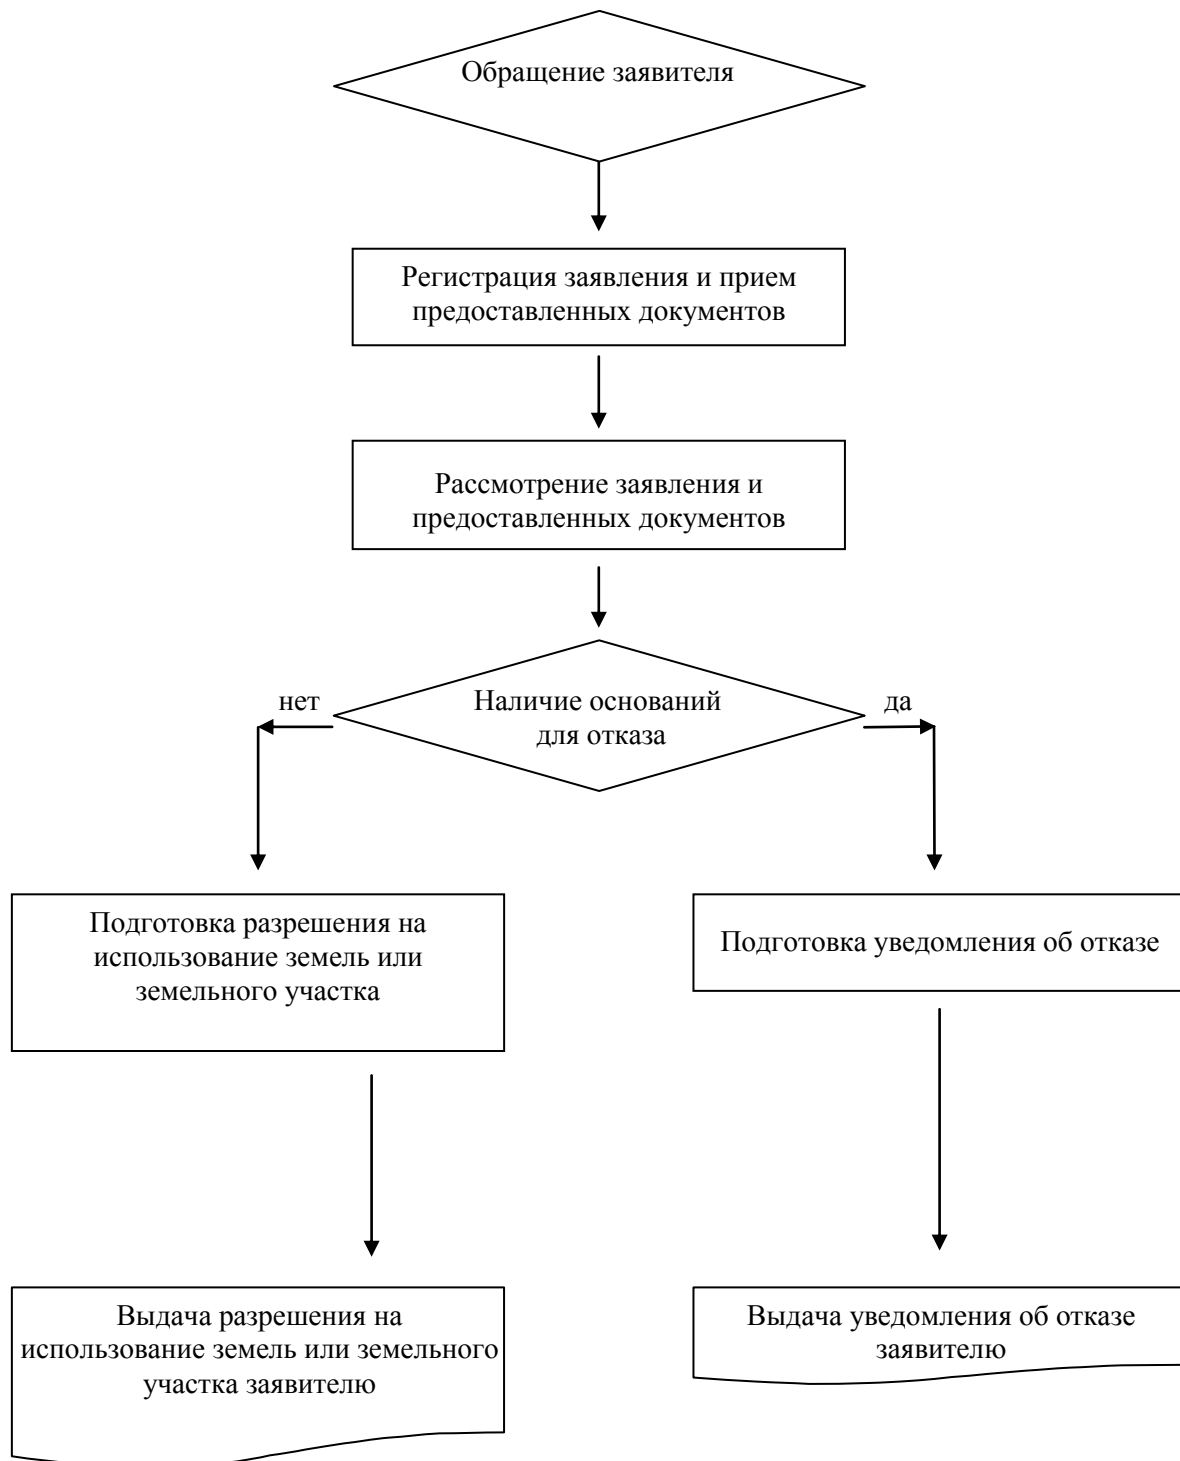 Обращение заявителя
Регистрация заявления и прием
предоставленных документов
Рассмотрение заявления и
предоставленных документов
нет
Наличие оснований
для отказа
да
Подготовка разрешения на
использование земель или
земельного участка
Подготовка уведомления об отказе
Выдача разрешения на
использование земель или земельного
участка заявителю
Выдача уведомления об отказе
заявителю